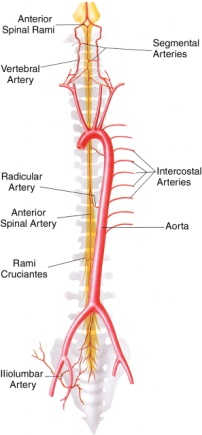 Anterior
Spinal Rami
Segmental
Arteries
Vertebral
Artery
Radicular
Artery
Intercostal
Arteries
Anterior
Spinal Artery
Aorta
Rami
Cruciantes
Iliolumbar
Artery